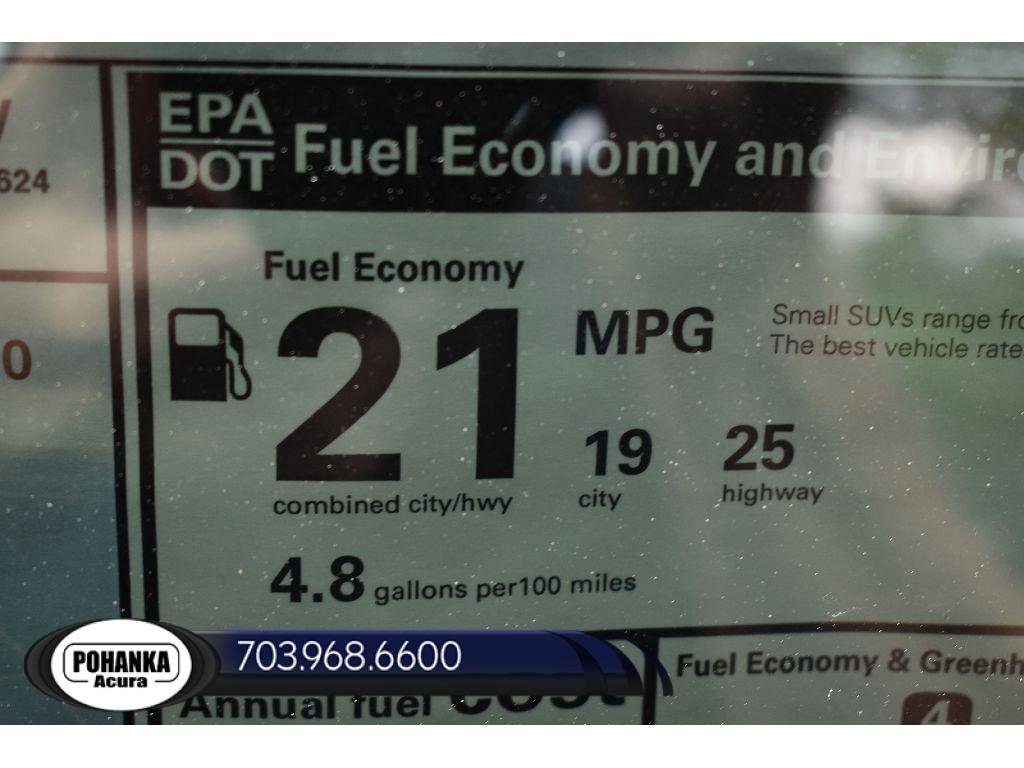 EPA
DOT
Fuel Economy and Enviro
624
0
Fuel Economy
21
MPG
Small SUVs range fro
The best vehicle rate
19
25
combined city/hwy
city
highway
4.8 gallons per100 miles
POHANKA
Acura
703.968.6600
Annual fuel cost
Fuel Economy & Greenh
4